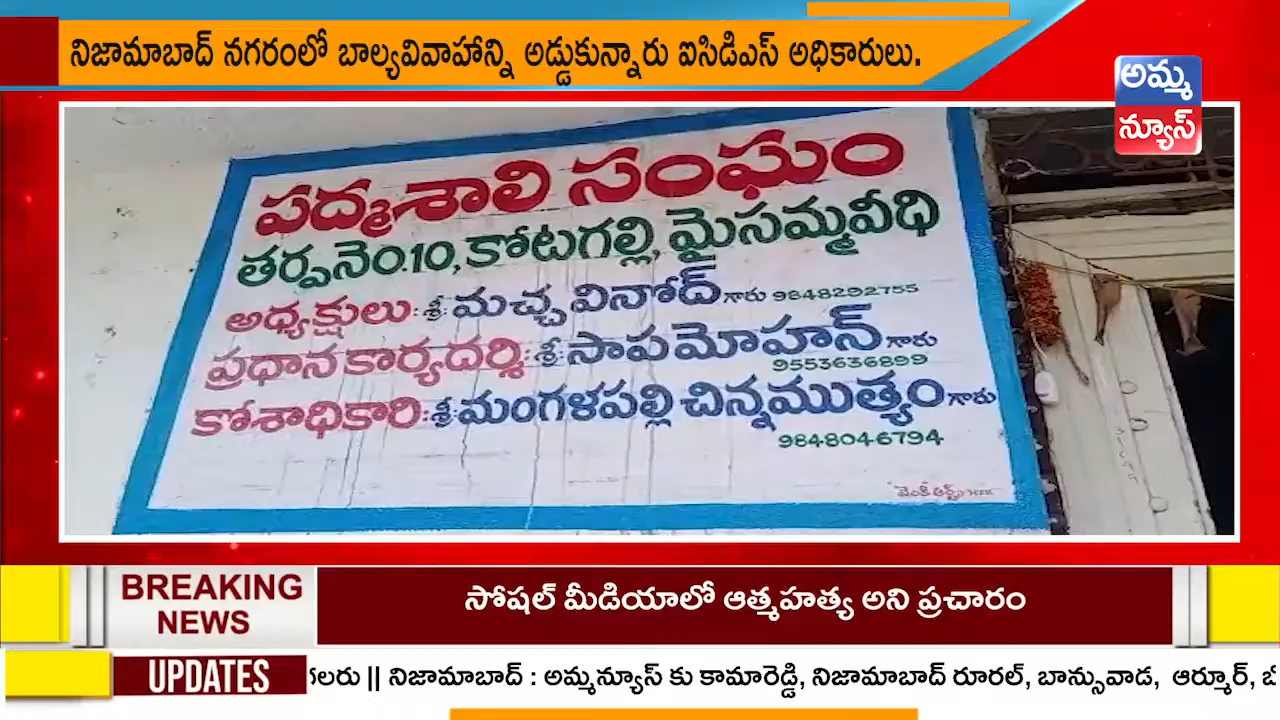 నిజామాబాద్ నగరంలో బాల్యవివాహాన్ని అడ్డుకున్నారు ఐసిడిఎస్ అధికారులు.
అమ్మ
న్యూస్
పద్మశాలి సంఘం
తర్పనెం.10, కోటగల్లి, మైసమ్మవీధి
అధ్యక్షులు: శ్రీ మచ్చ వినోద్ గారు 9848292755
ప్రధాన కార్యదర్శి: శ్రీ సాప మోహన్ గారు
9553636899
కోశాధికారి: శ్రీ మంగళపల్లి చిన్నముత్యం గారు
9848046794
BREAKING
NEWS
సోషల్ మీడియాలో ఆత్మహత్య అని ప్రచారం
UPDATES
|| నిజామాబాద్ : అమ్మన్యూస్ కు కామారెడ్డి, నిజామాబాద్ రూరల్, బాన్సువాడ, ఆర్మూర్,